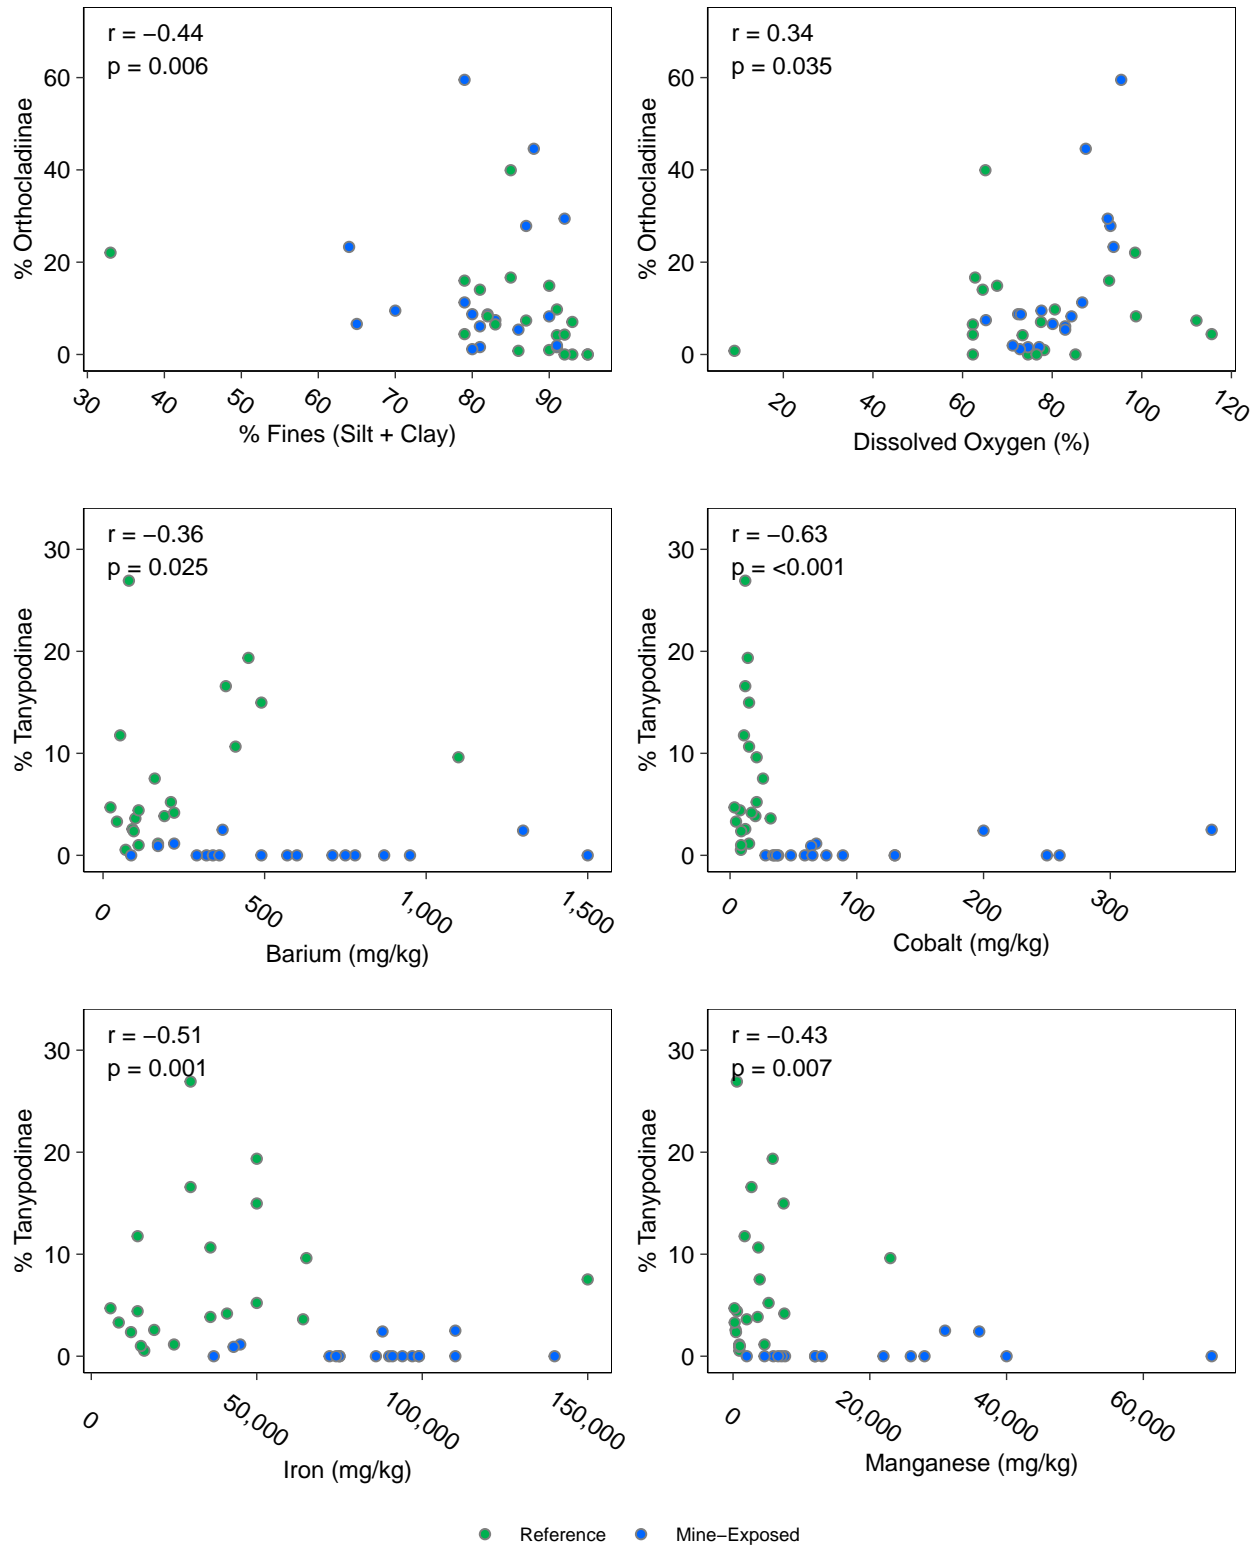 r = −0.44
p = 0.006
% Orthocladiinae
60
40
20
0
30 40 50 60 70 80 90
% Fines (Silt + Clay)
r = 0.34
p = 0.035
% Orthocladiinae
60
40
20
0
20 40 60 80 100 120
Dissolved Oxygen (%)
r = −0.36
p = 0.025
% Tanypodinae
30
20
10
0
0 500 1,000 1,500
Barium (mg/kg)
r = −0.63
p = <0.001
% Tanypodinae
30
20
10
0
0 100 200 300
Cobalt (mg/kg)
r = −0.51
p = 0.001
% Tanypodinae
30
20
10
0
0 50,000 100,000 150,000
Iron (mg/kg)
r = −0.43
p = 0.007
% Tanypodinae
30
20
10
0
0 20,000 40,000 60,000
Manganese (mg/kg)
Reference Mine−Exposed